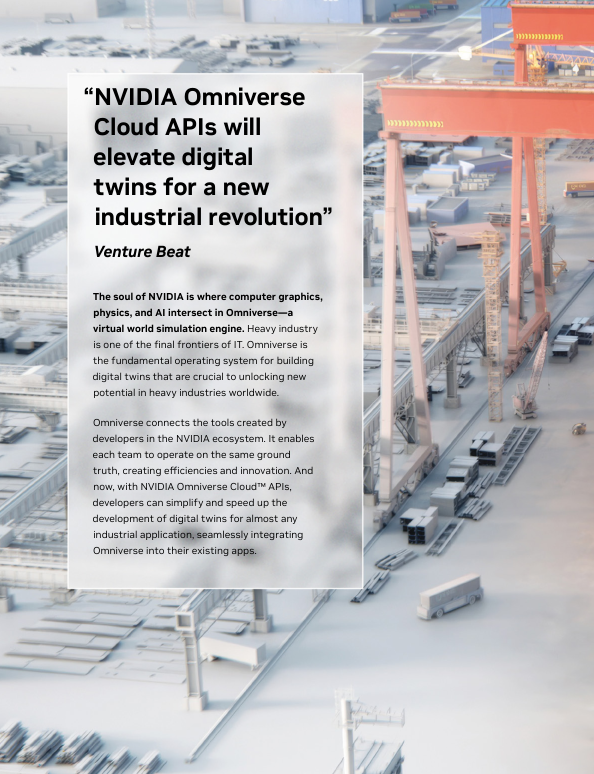 “NVIDIA Omniverse
Cloud APIs will
elevate digital
twins for a new
industrial revolution”
Venture Beat
The soul of NVIDIA is where computer graphics,
physics, and AI intersect in Omniverse—a
virtual world simulation engine. Heavy industry
is one of the final frontiers of IT. Omniverse is
the fundamental operating system for building
digital twins that are crucial to unlocking new
potential in heavy industries worldwide.
Omniverse connects the tools created by
developers in the NVIDIA ecosystem. It enables
each team to operate on the same ground
truth, creating efficiencies and innovation. And
now, with NVIDIA Omniverse Cloud™ APIs,
developers can simplify and speed up the
development of digital twins for almost any
industrial application, seamlessly integrating
Omniverse into their existing apps.